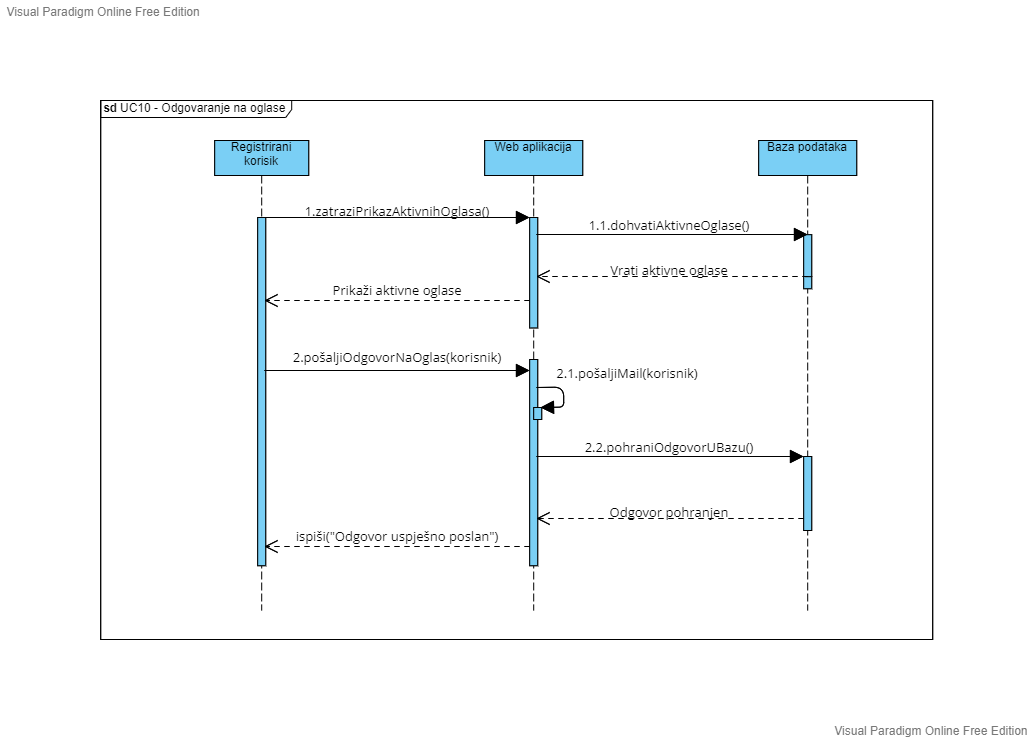 Visual Paradigm Online Free Edition
sd UC10 - Odgovaranje na oglase
Registrirani
korisik
Web aplikacija
Baza podataka
1.zatraziPrikazAktivnihOglasa()
1.1.dohvatiAktivneOglase()
Vrati aktivne oglase
Prikaži aktivne oglase
2.pošaljiOdgovorNaOglas(korisnik)
2.1.pošaljiMail(korisnik)
2.2.pohraniOdgovorUBazu()
Odgovor pohranjen
ispiši("Odgovor uspješno poslan")
Visual Paradigm Online Free Edition